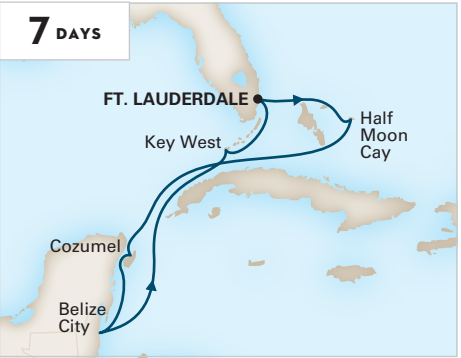 7 DAYS
FT. LAUDERDALE
Key West
Half
Moon
Cay
Cozumel
Belize
City